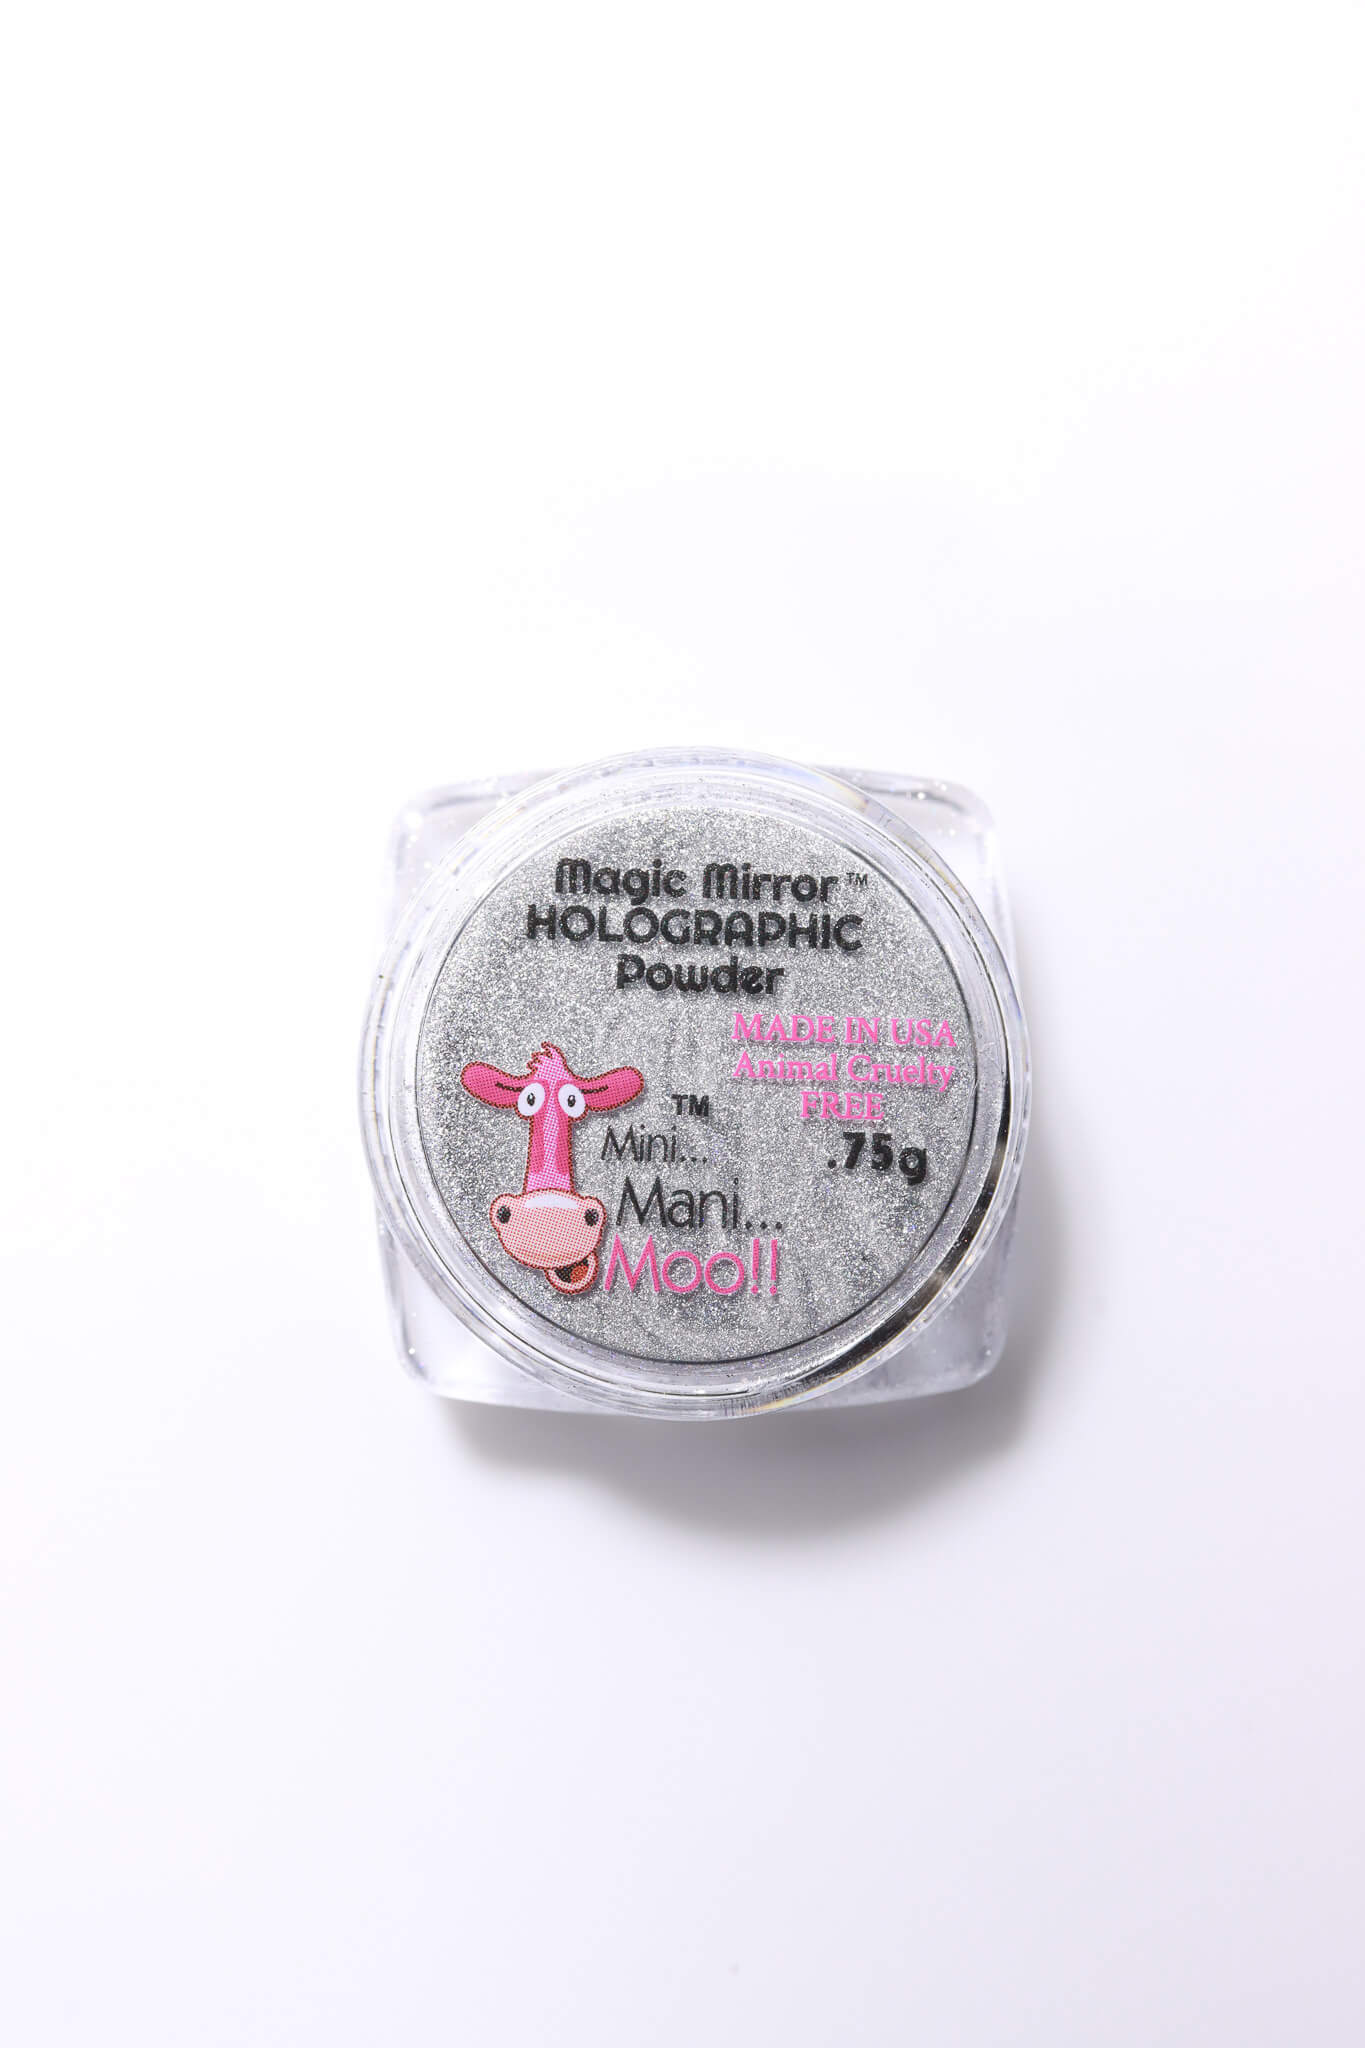 Magic Mirror™
HOLOGRAPHIC
Powder
MADE IN USA
Animal Cruelty
FREE
.75g
TM
Mini...
Mani...
Moo!!